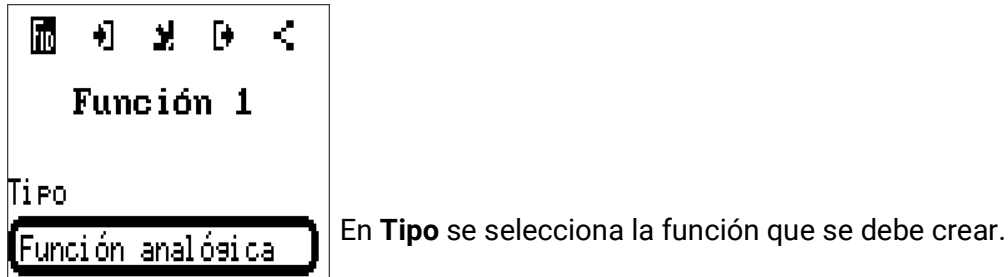 Función 1
Tipo
Función analógica
En Tipo se selecciona la función que se debe crear.